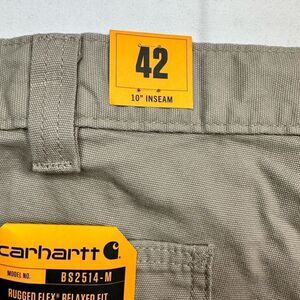 42
10" INSEAM
carhartt
MODEL NO.
BS2514-M
RUGGED FLEX® RELAXED FIT